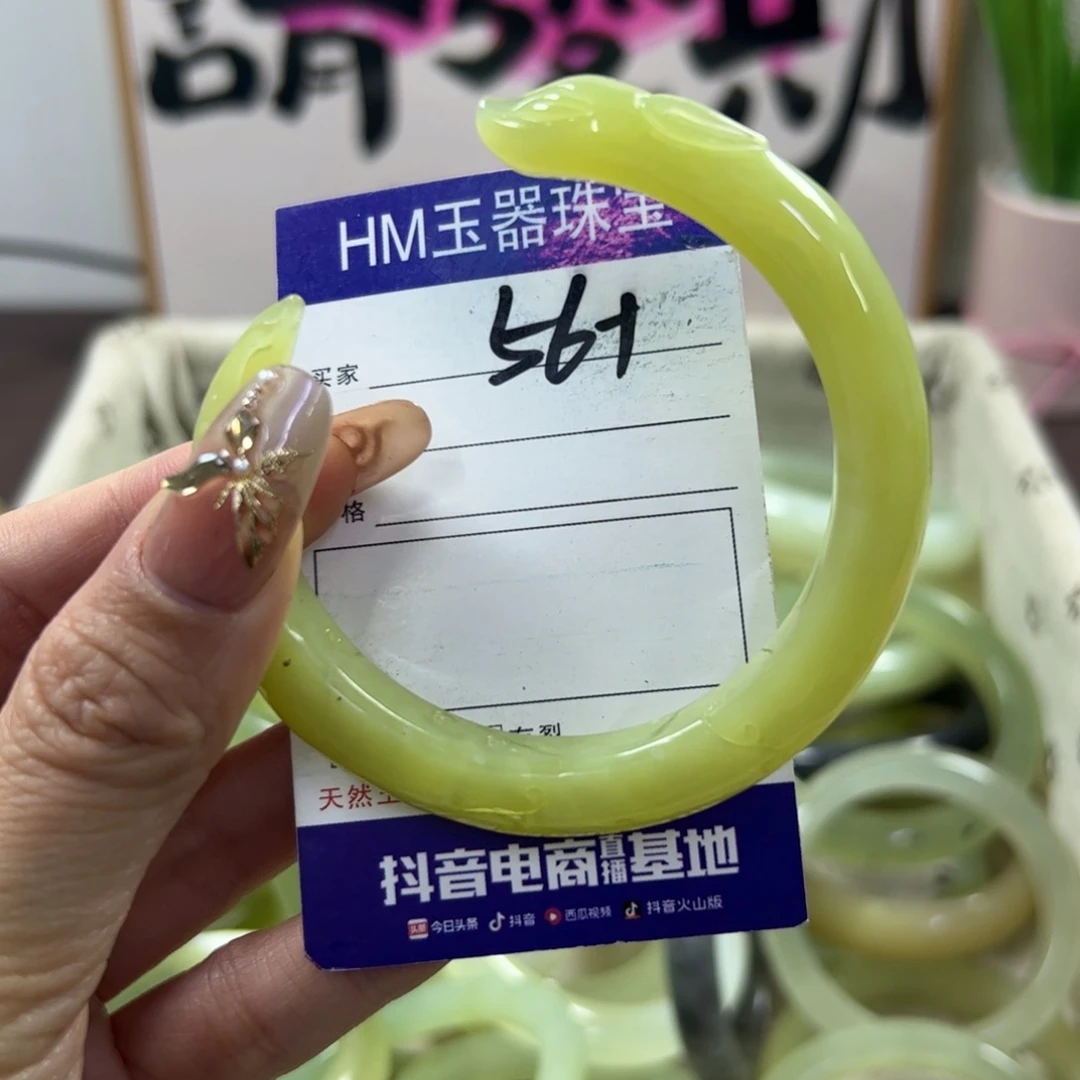 請
HM玉器珠宝
561
买家
格
天然
抖音电商直播基地
今日头条 抖音 西瓜视频 抖音火山版